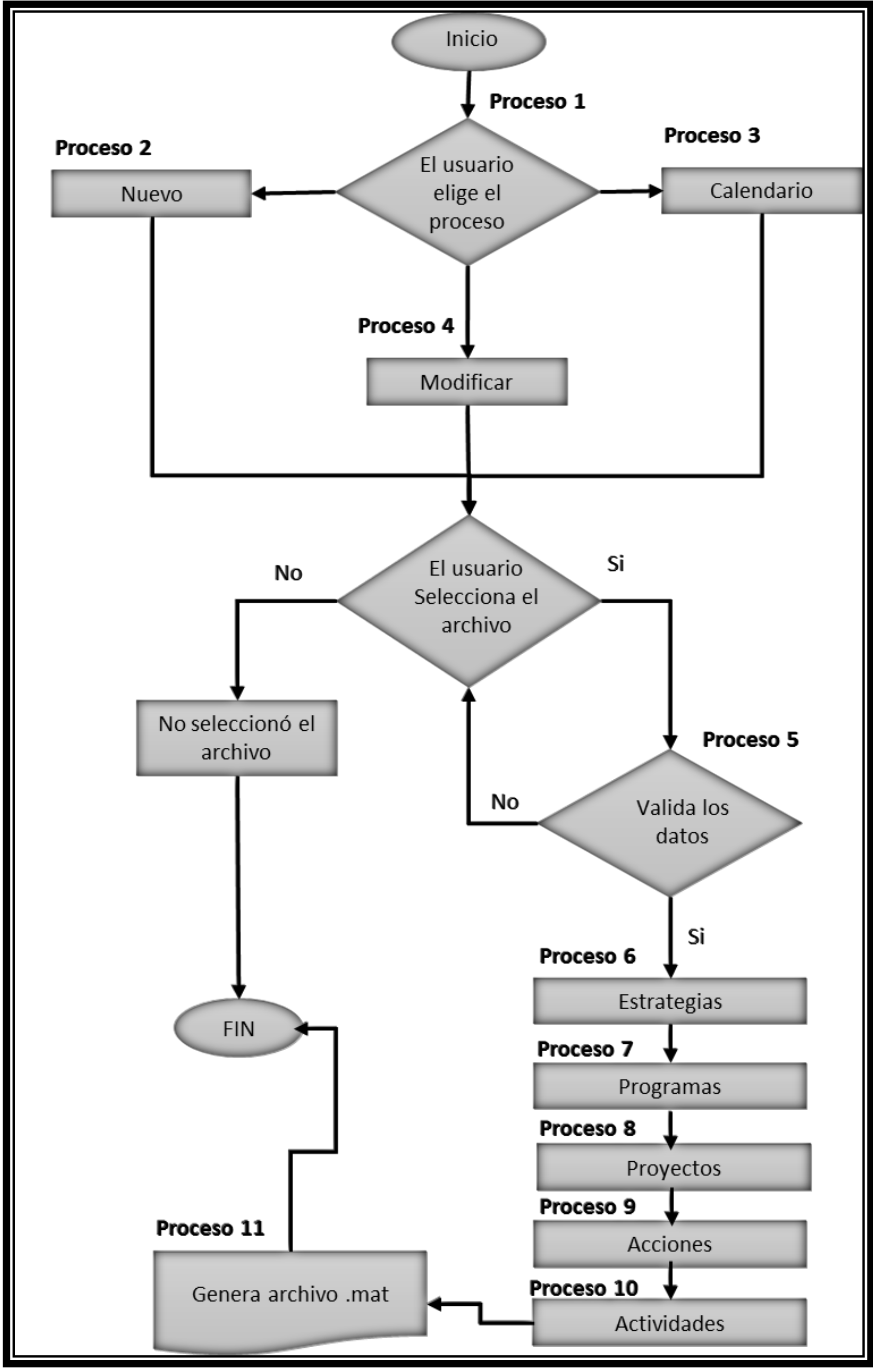 Inicio
Proceso 1
El usuario
elige el
proceso
Proceso 2
Nuevo
Proceso 3
Calendario
Proceso 4
Modificar
El usuario
Selecciona el
archivo
No
Si
No seleccionó el
archivo
Proceso 5
Valida los
datos
No
Si
Proceso 6
Estrategias
Proceso 7
Programas
Proceso 8
Proyectos
Proceso 9
Acciones
Proceso 10
Actividades
Proceso 11
Genera archivo .mat
FIN